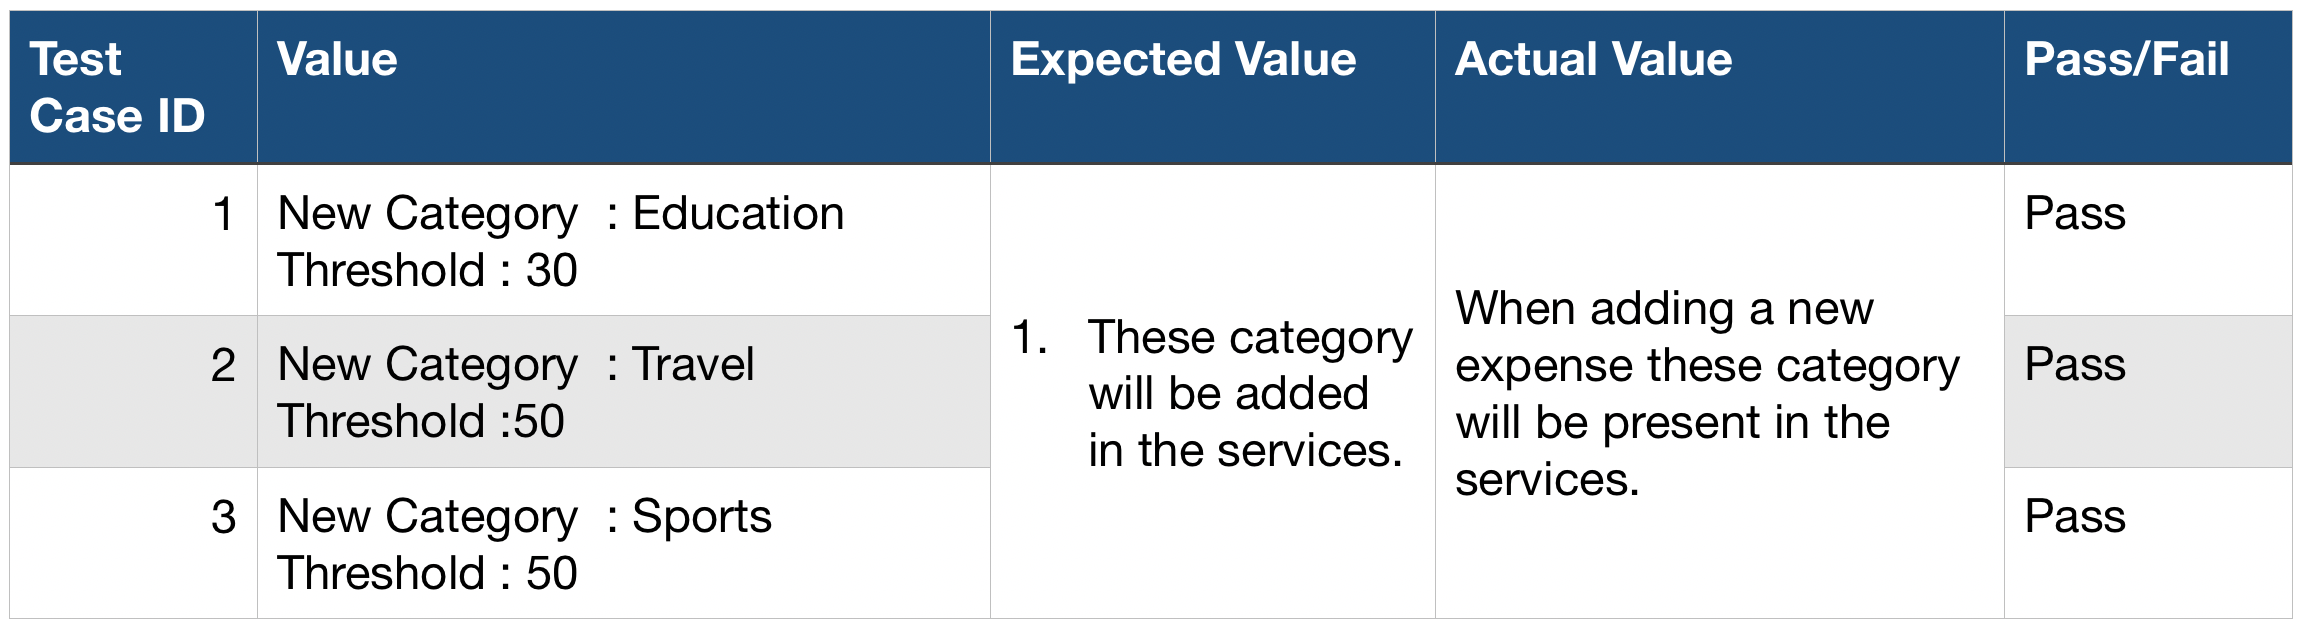 Test
Case ID
Value
Expected Value
Actual Value
Pass/Fail
1
New Category  : Education
Threshold : 30
Pass
2
New Category  : Travel
Threshold :50
Pass
3
New Category  : Sports
Threshold : 50
Pass
1. These category
will be added
in the services.
When adding a new
expense these category
will be present in the
services.